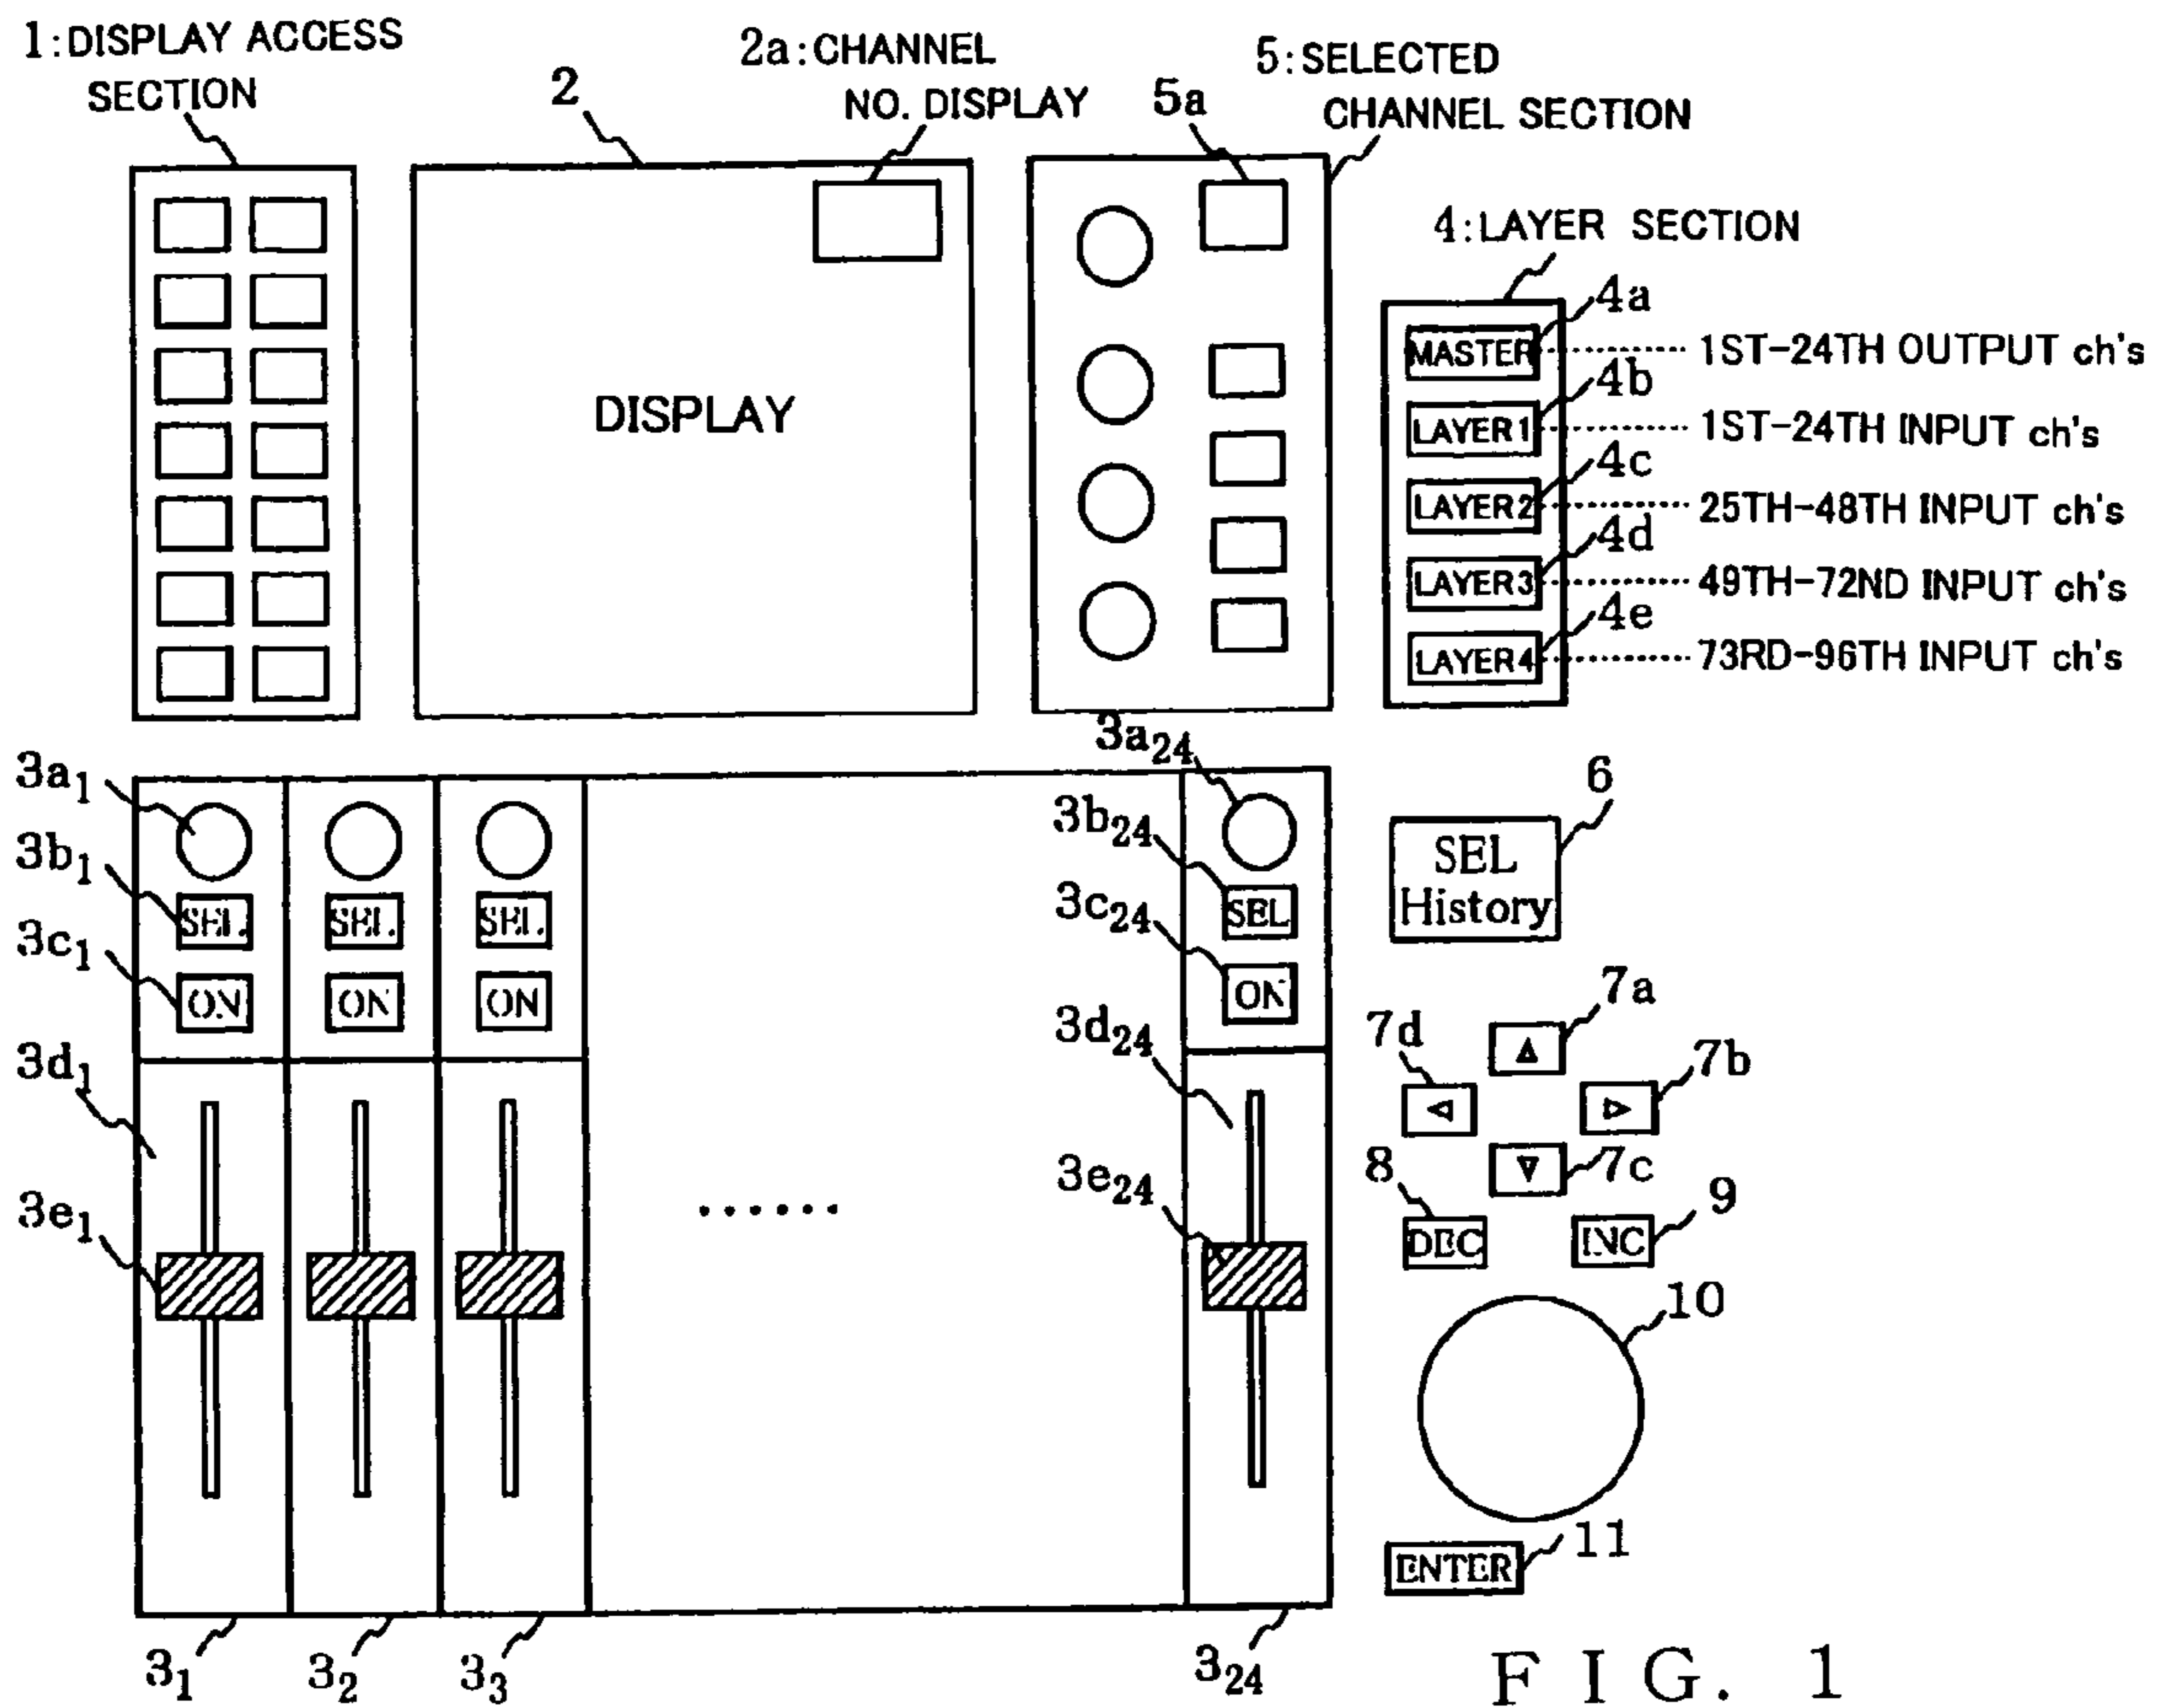 1:DISPLAY ACCESS
SECTION
2
2a:CHANNEL
NO. DISPLAY
5a
5:SELECTED
CHANNEL SECTION
DISPLAY
4:LAYER SECTION
4a
MASTER 1ST-24TH OUTPUT ch's
4b
LAYER1 1ST-24TH INPUT ch's
4c
LAYER2 25TH-48TH INPUT ch's
4d
LAYER3 49TH-72ND INPUT ch's
4e
LAYER4 73RD-96TH INPUT ch's
3a1
3b1
3c1
3d1
3e1
SEL
SEL
SEL
ON
ON
ON
......
3a24
3b24
3c24
3d24
3e24
SEL
ON
31
32
33
324
6
SEL
History
7a
7d
7b
7c
8
9
DEC
INC
10
11
ENTER
FIG. 1